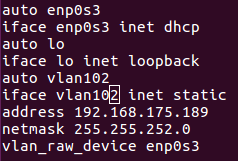 auto enp0s3
iface enp0s3 inet dhcp
auto lo
iface lo inet loopback
auto vlan102
iface vlan102 inet static
address 192.168.175.189
netmask 255.255.252.0
vlan_raw_device enp0s3